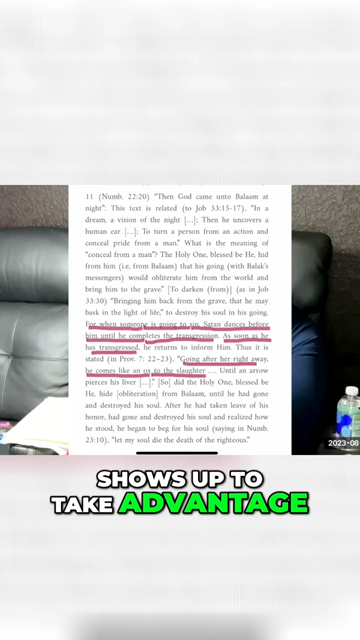 11 (Numb. 22:20) “Then God came unto Balaam at
night”: This text is related (to Job 33:15-17), “In a
dream, a vision of the night […]; Then he uncovers a
human ear […]; To turn a person from an action and
conceal pride from a man.” What is the meaning of
“conceal from a man”? The Holy One, blessed be He, hid
from him (i.e, from Balaam) that his going (with Balak’s
messengers) would obliterate him from the world and
bring him to the grave.” [To darken (from)] (as in Job
33:30) “Bringing him back from the grave, that he may
busk in the light of life,” to destroy his soul in his going.
For when someone is going to sin, Satan dances before
him until he completes the transgression. As soon as he
has transgressed, he returns to inform Him. Thus it is
stated (in Prov. 7: 22–23), “Going after her right away,
he comes like an ox to the slaughter …. Until an arrow
pierces his liver […].” [So] did the Holy One, blessed be
He, hide [obliteration] from Balaam, until he had gone
and destroyed his soul. After he had taken leave of his
honor, had gone and destroyed his soul and realized how
he stood, he began to beg for his soul (saying in Numb.
23:10), “let my soul die the death of the righteous.”
2023-08
SHOWS UP TO
TAKE ADVANTAGE